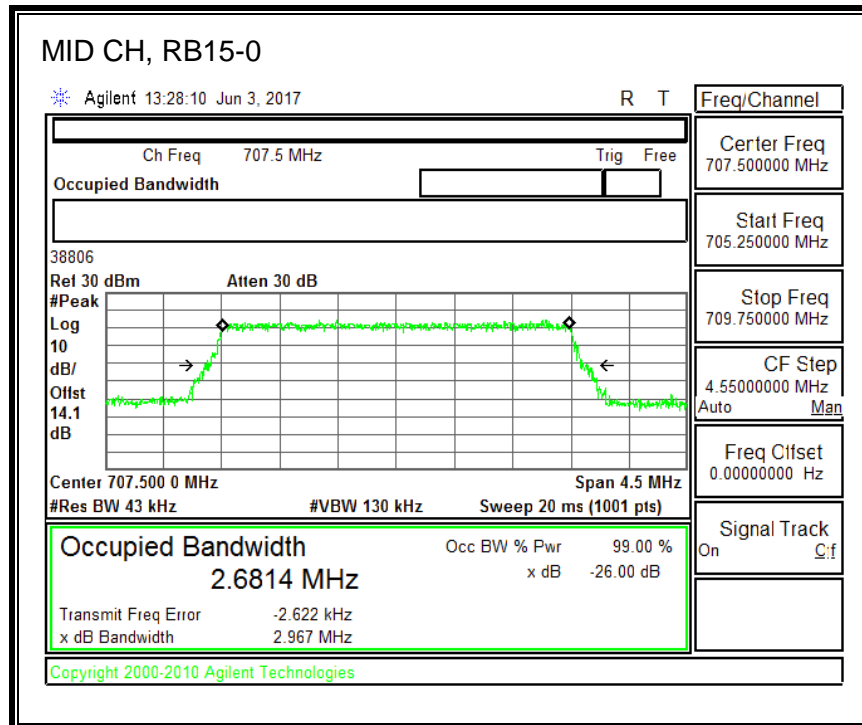 MID CH, RB15-0
Agilent 13:28:10 Jun 3, 2017 R T
Freq/Channel
Ch Freq 707.5 MHz Trig Free
Occupied Bandwidth
Center Freq
707.500000 MHz
Start Freq
705.250000 MHz
38806
Ref 30 dBm Atten 30 dB
#Peak
Log
10
dB/
Offst
14.1
dB
Stop Freq
709.750000 MHz
CF Step
4.55000000 MHz
Auto Man
Freq Offset
0.00000000 Hz
Center 707.500 0 MHz Span 4.5 MHz
#Res BW 43 kHz #VBW 130 kHz Sweep 20 ms (1001 pts)
Signal Track
On Off
Occupied Bandwidth Occ BW % Pwr 99.00 %
2.6814 MHz x dB -26.00 dB
Transmit Freq Error -2.622 kHz
x dB Bandwidth 2.967 MHz
Copyright 2000-2010 Agilent Technologies